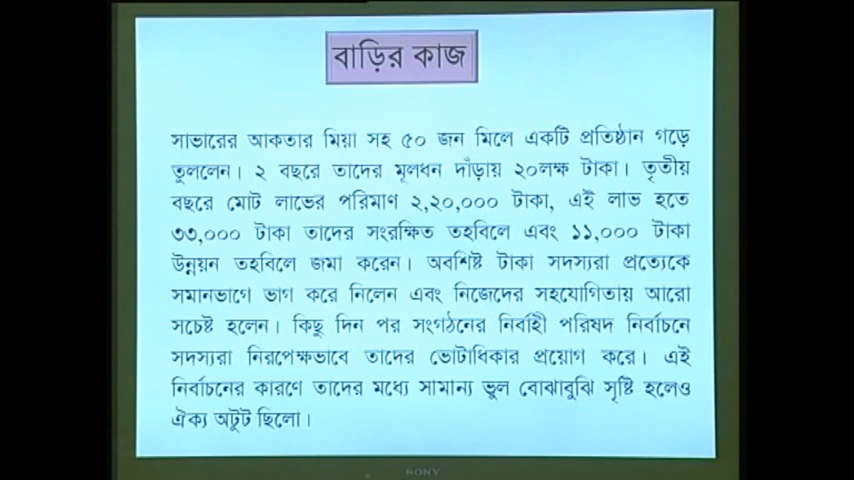 বাড়ির কাজ
সাভারের আকতার মিয়া সহ ৫০ জন মিলে একটি প্রতিষ্ঠান গড়ে
তুললেন। ২ বছরে তাদের মূলধন দাঁড়ায় ২০লক্ষ টাকা। তৃতীয়
বছরে মোট লাভের পরিমাণ ২,২০,০০০ টাকা, এই লাভ হতে
৩৩,০০০ টাকা তাদের সংরক্ষিত তহবিলে এবং ১১,০০০ টাকা
উন্নয়ন তহবিলে জমা করেন। অবশিষ্ট টাকা সদস্যরা প্রত্যেকে
সমানভাগে ভাগ করে নিলেন এবং নিজেদের সহযোগিতায় আরো
সচেষ্ট হলেন। কিছু দিন পর সংগঠনের নির্বাহী পরিষদ নির্বাচনে
সদস্যরা নিরপেক্ষভাবে তাদের ভোটাধিকার প্রয়োগ করে। এই
নির্বাচনের কারণে তাদের মধ্যে সামান্য ভুল বোঝাবুঝি সৃষ্টি হলেও
ঐক্য অটুট ছিলো।
SONY